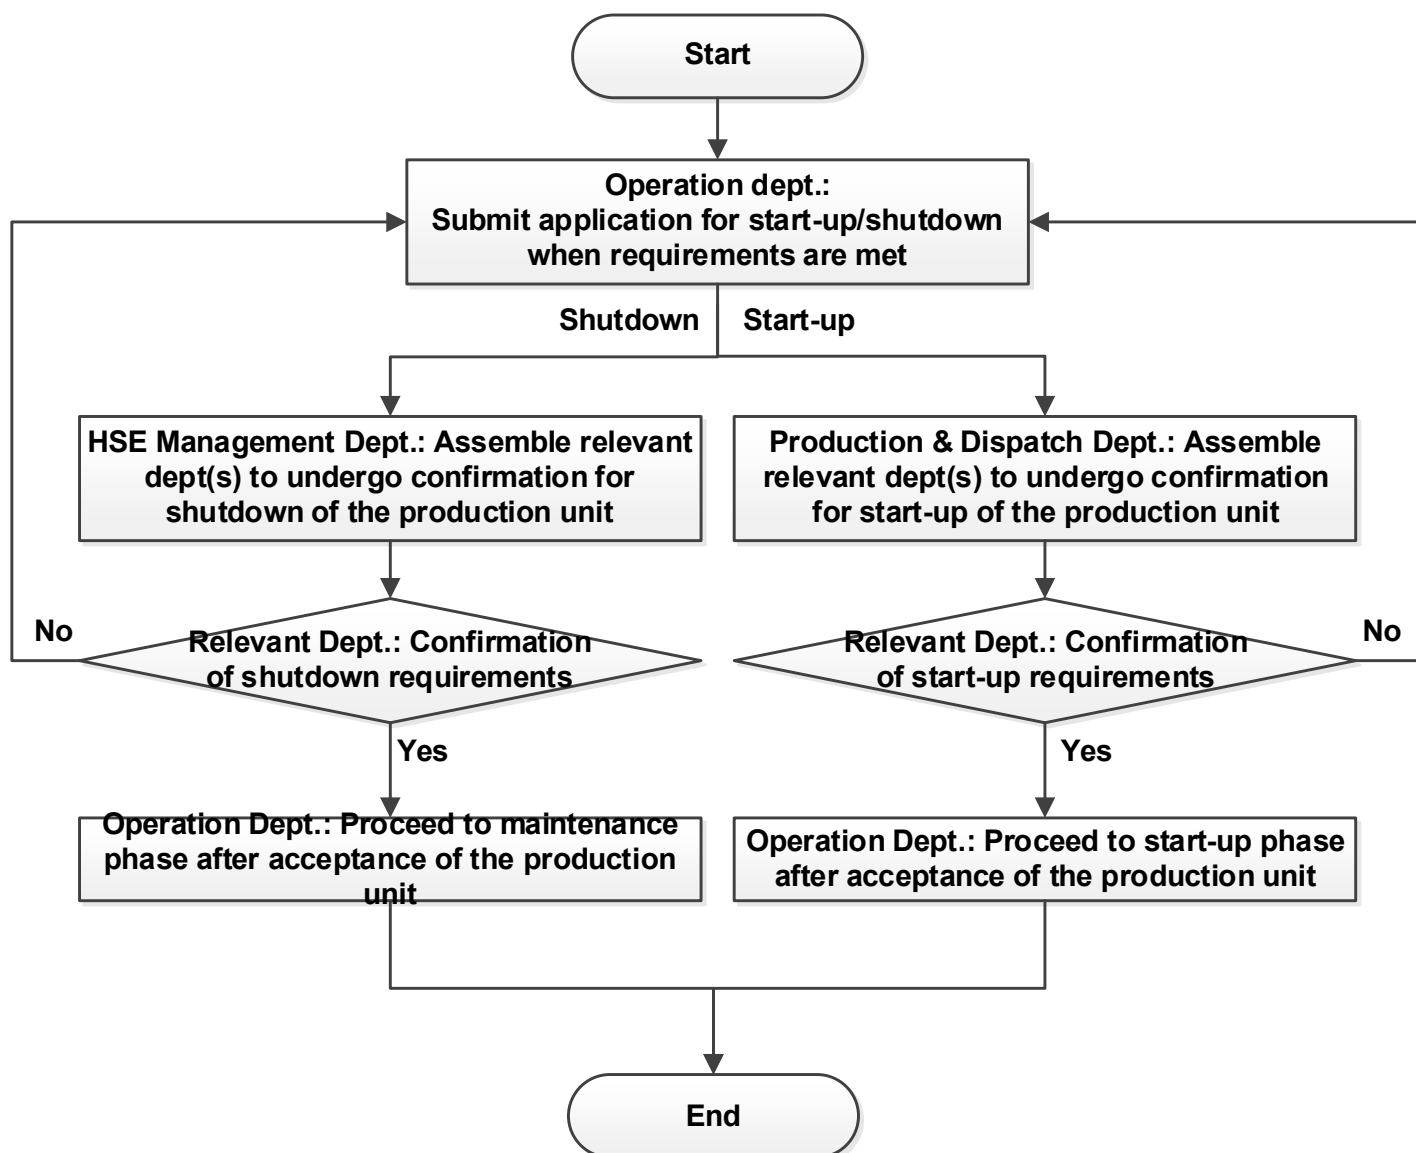 Start
Operation dept.:
Submit application for start-up/shutdown
when requirements are met
Shutdown
Start-up
HSE Management Dept.: Assemble relevant
dept(s) to undergo confirmation for
shutdown of the production unit
Production & Dispatch Dept.: Assemble
relevant dept(s) to undergo confirmation
for start-up of the production unit
No
Relevant Dept.: Confirmation
of shutdown requirements
Relevant Dept.: Confirmation
of start-up requirements
No
Yes
Yes
Operation Dept.: Proceed to maintenance
phase after acceptance of the production
unit
Operation Dept.: Proceed to start-up phase
after acceptance of the production unit
End